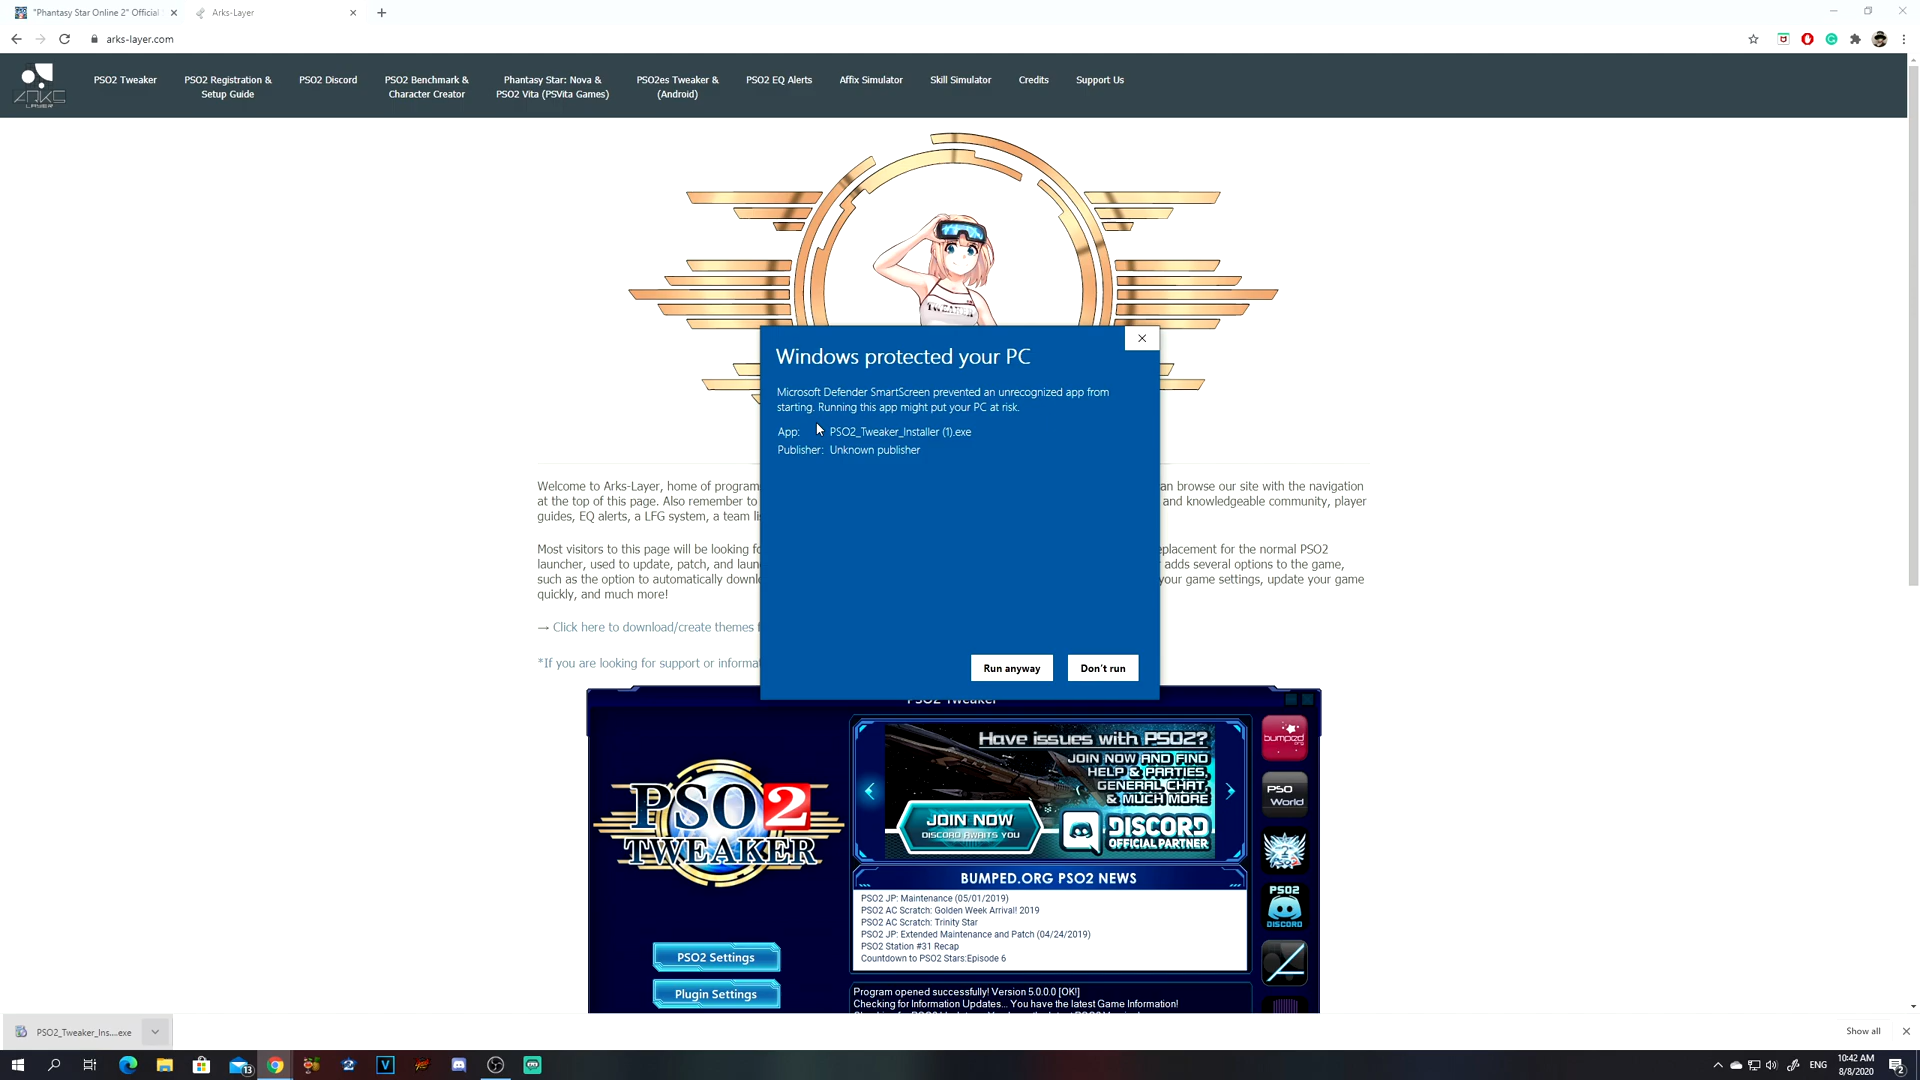 "Phantasy Star Online 2" Official
Arks-Layer
arks-layer.com
ARKS
LAYER
PSO2 Tweaker
PSO2 Registration &
Setup Guide
PSO2 Discord
PSO2 Benchmark &
Character Creator
Phantasy Star: Nova &
PSO2 Vita (PSVita Games)
PSO2es Tweaker &
(Android)
PSO2 EQ Alerts
Affix Simulator
Skill Simulator
Credits
Support Us
TWEAKER
Windows protected your PC
Microsoft Defender SmartScreen prevented an unrecognized app from
starting. Running this app might put your PC at risk.
App: PSO2_Tweaker_Installer (1).exe
Publisher: Unknown publisher
Run anyway
Don't run
Welcome to Arks-Layer, home of program
an browse our site with the navigation
at the top of this page. Also remember to
and knowledgeable community, player
guides, EQ alerts, a LFG system, a team li
Most visitors to this page will be looking fo
eplacement for the normal PSO2
launcher, used to update, patch, and laun
adds several options to the game,
such as the option to automatically downlo
your game settings, update your game
quickly, and much more!
→ Click here to download/create themes f
*If you are looking for support or informa
PSO2 Tweaker
PSO2
TWEAKER
Have issues with PSO2?
JOIN NOW AND FIND
HELP & PARTIES,
GENERAL CHAT,
& MUCH MORE
JOIN NOW
DISCORD AWAITS YOU
DISCORD
OFFICIAL PARTNER
BUMPED.ORG PSO2 NEWS
PSO2 JP: Maintenance (05/01/2019)
PSO2 AC Scratch: Golden Week Arrival! 2019
PSO2 AC Scratch: Trinity Star
PSO2 JP: Extended Maintenance and Patch (04/24/2019)
PSO2 Station #31 Recap
Countdown to PSO2 Stars:Episode 6
bumped
.org
PSO
World
PSO2
DISCORD
PSO2 Settings
Plugin Settings
Program opened successfully! Version 5.0.0.0 [OK!]
Checking for Information Updates... You have the latest Game Information!
PSO2_Tweaker_Ins....exe
Show all
13
V
ENG
10:42 AM
8/8/2020
2